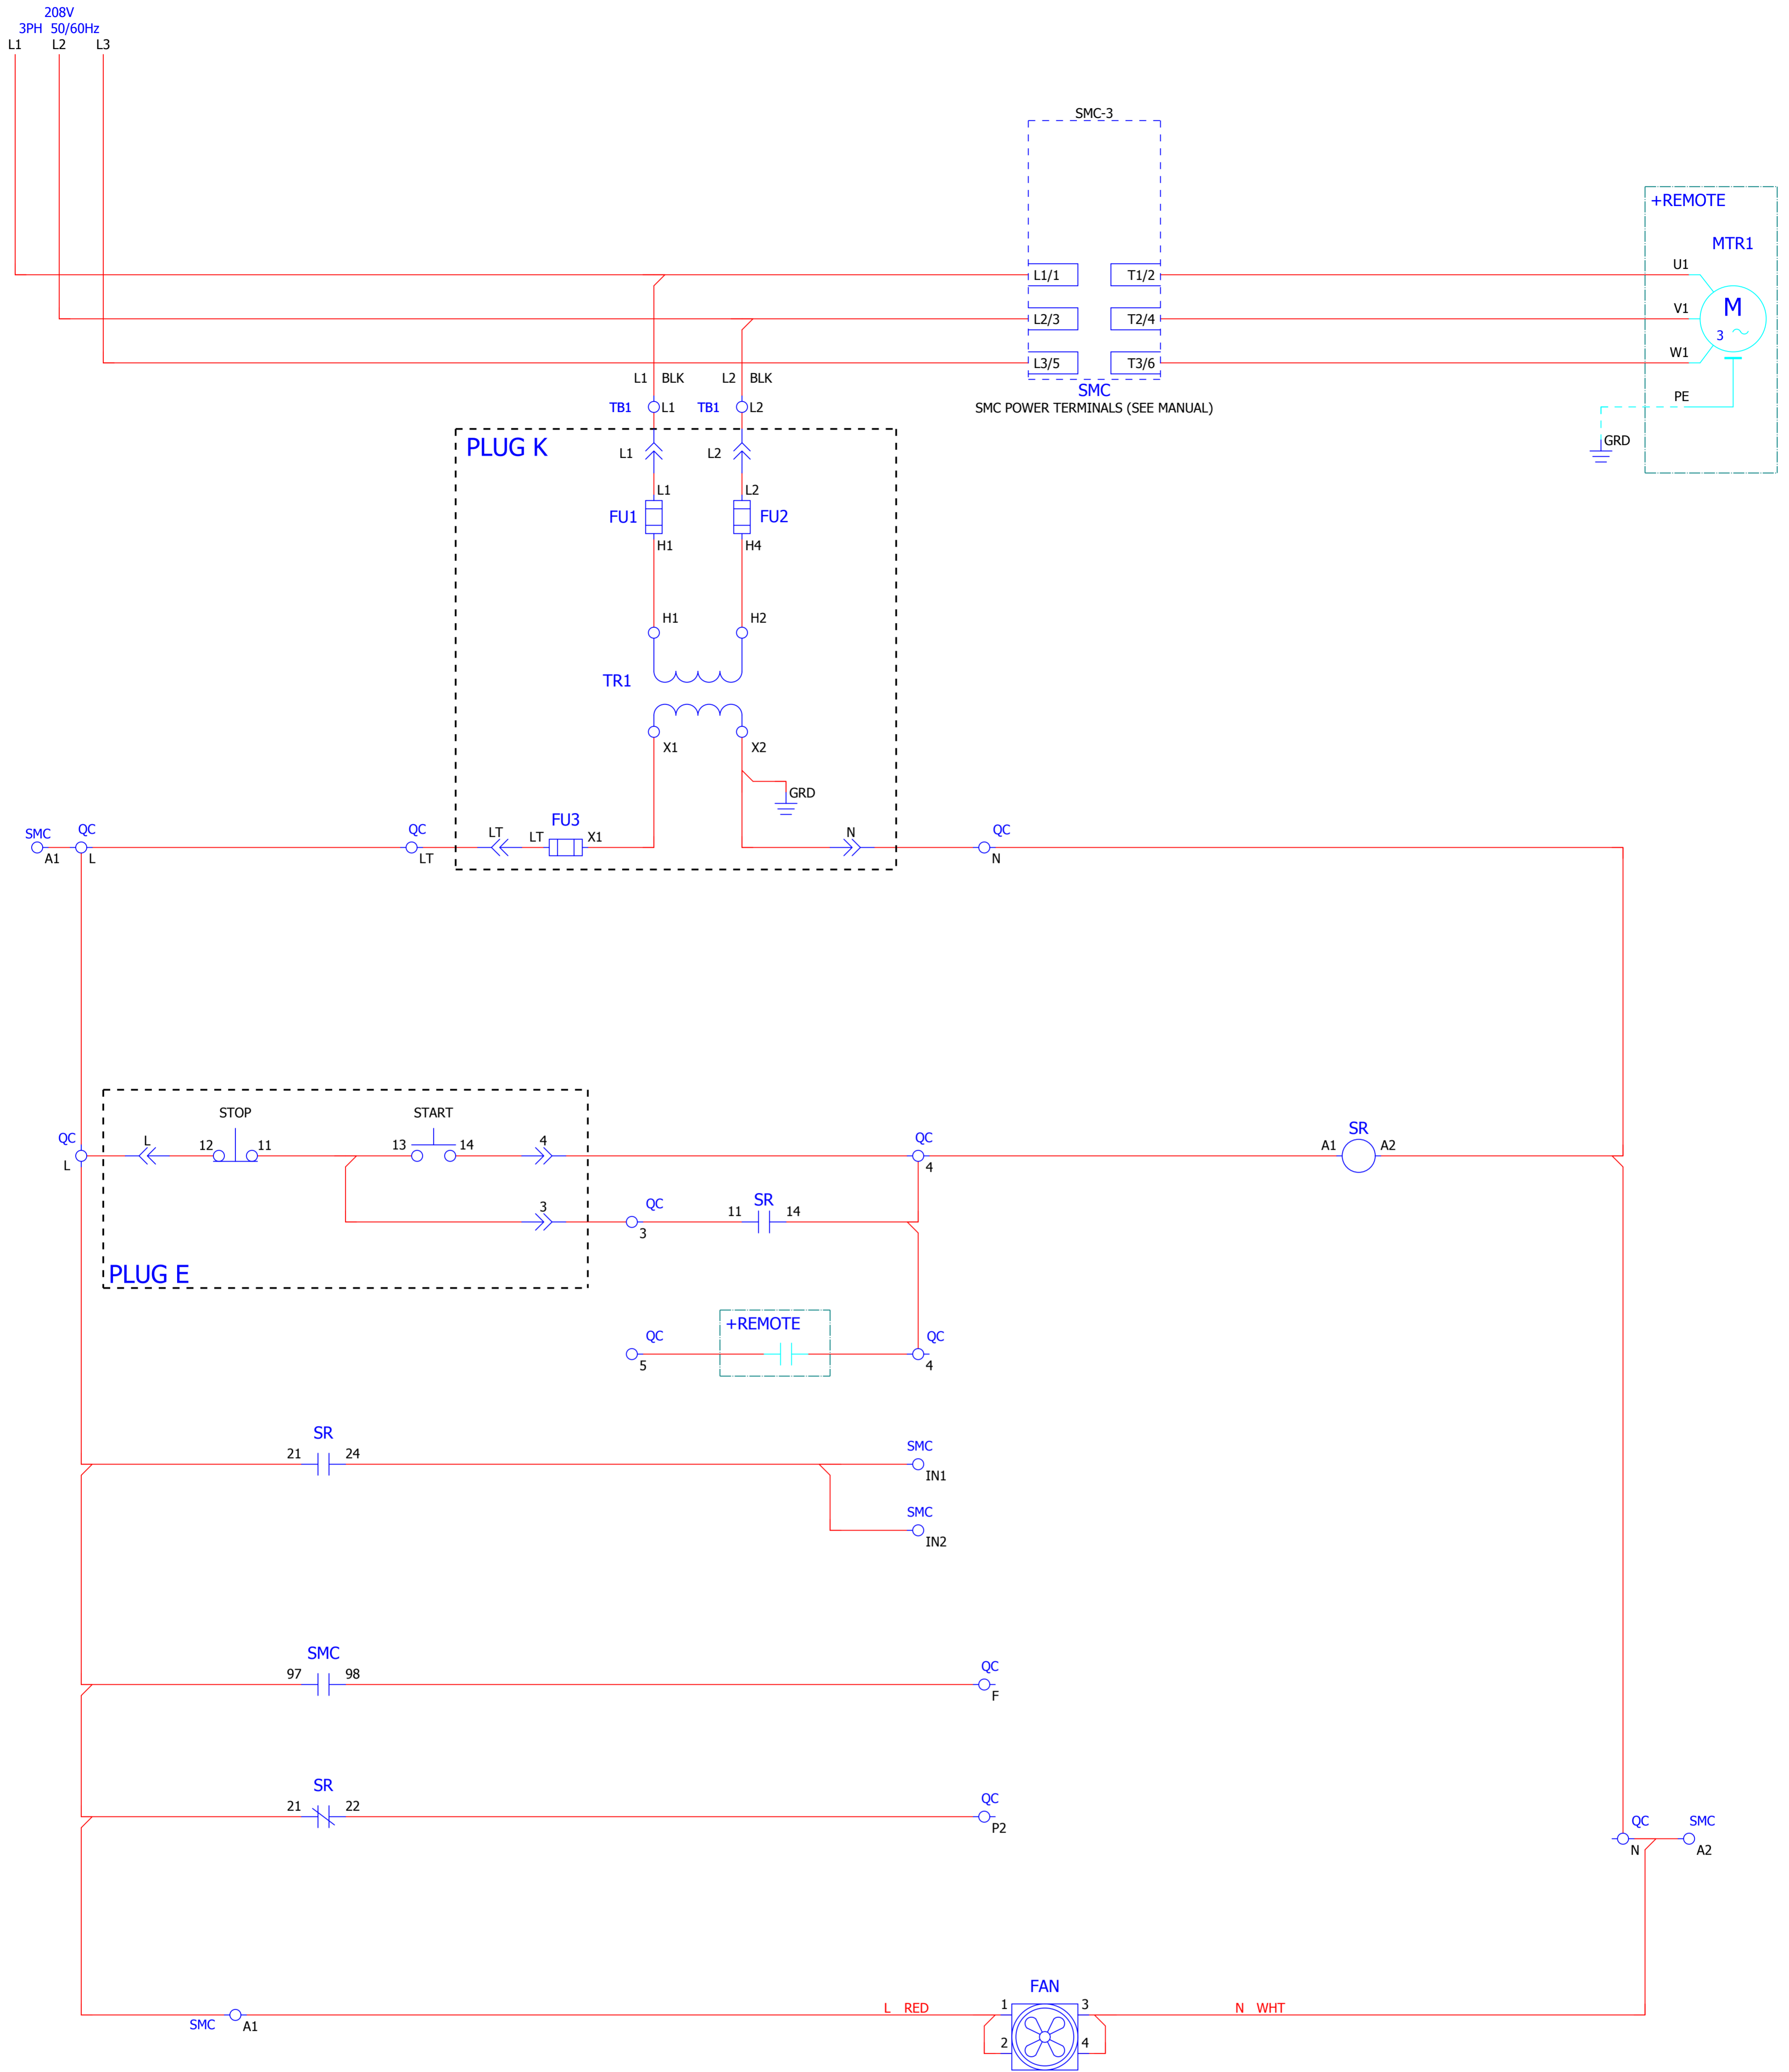 208V
3PH 50/60Hz
L1 L2 L3
SMC-3
+REMOTE
MTR1
U1
L1/1 T1/2
V1 M
L2/3 T2/4
3
W1
L3/5 T3/6
L1 BLK L2 BLK
SMC
PE
TB1 L1 TB1 L2
SMC POWER TERMINALS (SEE MANUAL)
GRD
PLUG K
L1 L2
L1 L2
FU1 FU2
H1 H4
H1 H2
TR1
X1 X2
GRD
FU3
SMC QC QC LT LT X1 N QC
A1 L LT N
STOP START
QC L 12 11 13 14 4 QC SR
A1 A2
L 4
3 QC SR
11 14
3
PLUG E
+REMOTE
QC QC
5 4
SR
21 24 SMC
IN1
SMC
IN2
SMC
97 98 QC
F
SR
21 22 QC
P2
QC SMC
N A2
FAN
L RED 1 3 N WHT
SMC A1
2 4